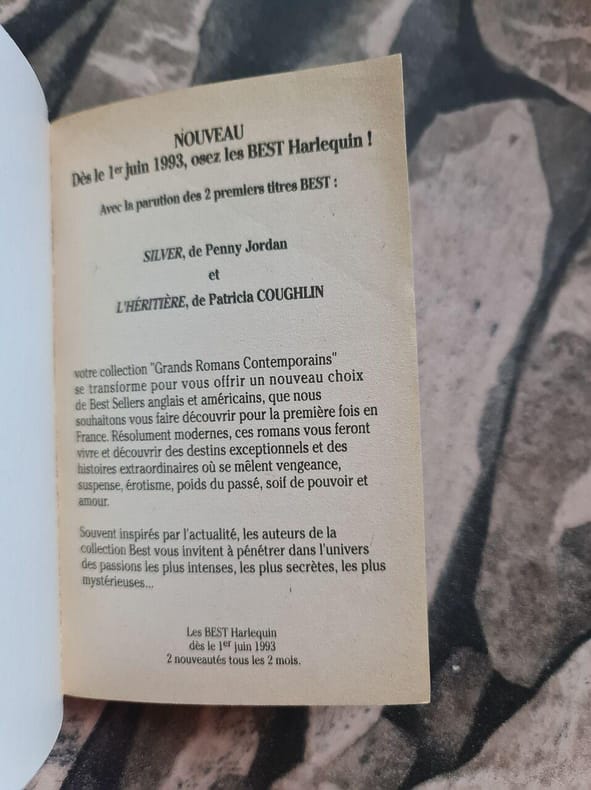 NOUVEAU
Dès le 1er juin 1993, osez les BEST Harlequin !
Avec la parution des 2 premiers titres BEST :
SILVER, de Penny Jordan
et
L'HÉRITIÈRE, de Patricia COUGHLIN
votre collection "Grands Romans Contemporains"
se transforme pour vous offrir un nouveau choix
de Best Sellers anglais et américains, que nous
souhaitons vous faire découvrir pour la première fois en
France. Résolument modernes, ces romans vous feront
vivre et découvrir des destins exceptionnels et des
histoires extraordinaires où se mêlent vengeance,
suspense, érotisme, poids du passé, soif de pouvoir et
amour.
Souvent inspirés par l'actualité, les auteurs de la
collection Best vous invitent à pénétrer dans l'univers
des passions les plus intenses, les plus secrètes, les plus
mystérieuses...
Les BEST Harlequin
dès le 1er juin 1993
2 nouveautés tous les 2 mois.